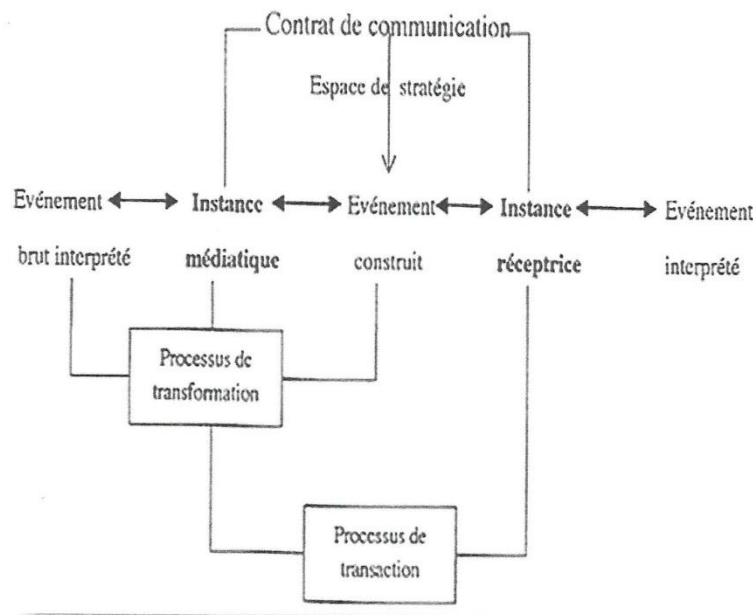 Contrat de communication
Espace de stratégie
Evénement Instance Evénement Instance Evénement
brut interprété médiatique construit réceptrice interprété
Processus de
transformation
Processus de
transaction